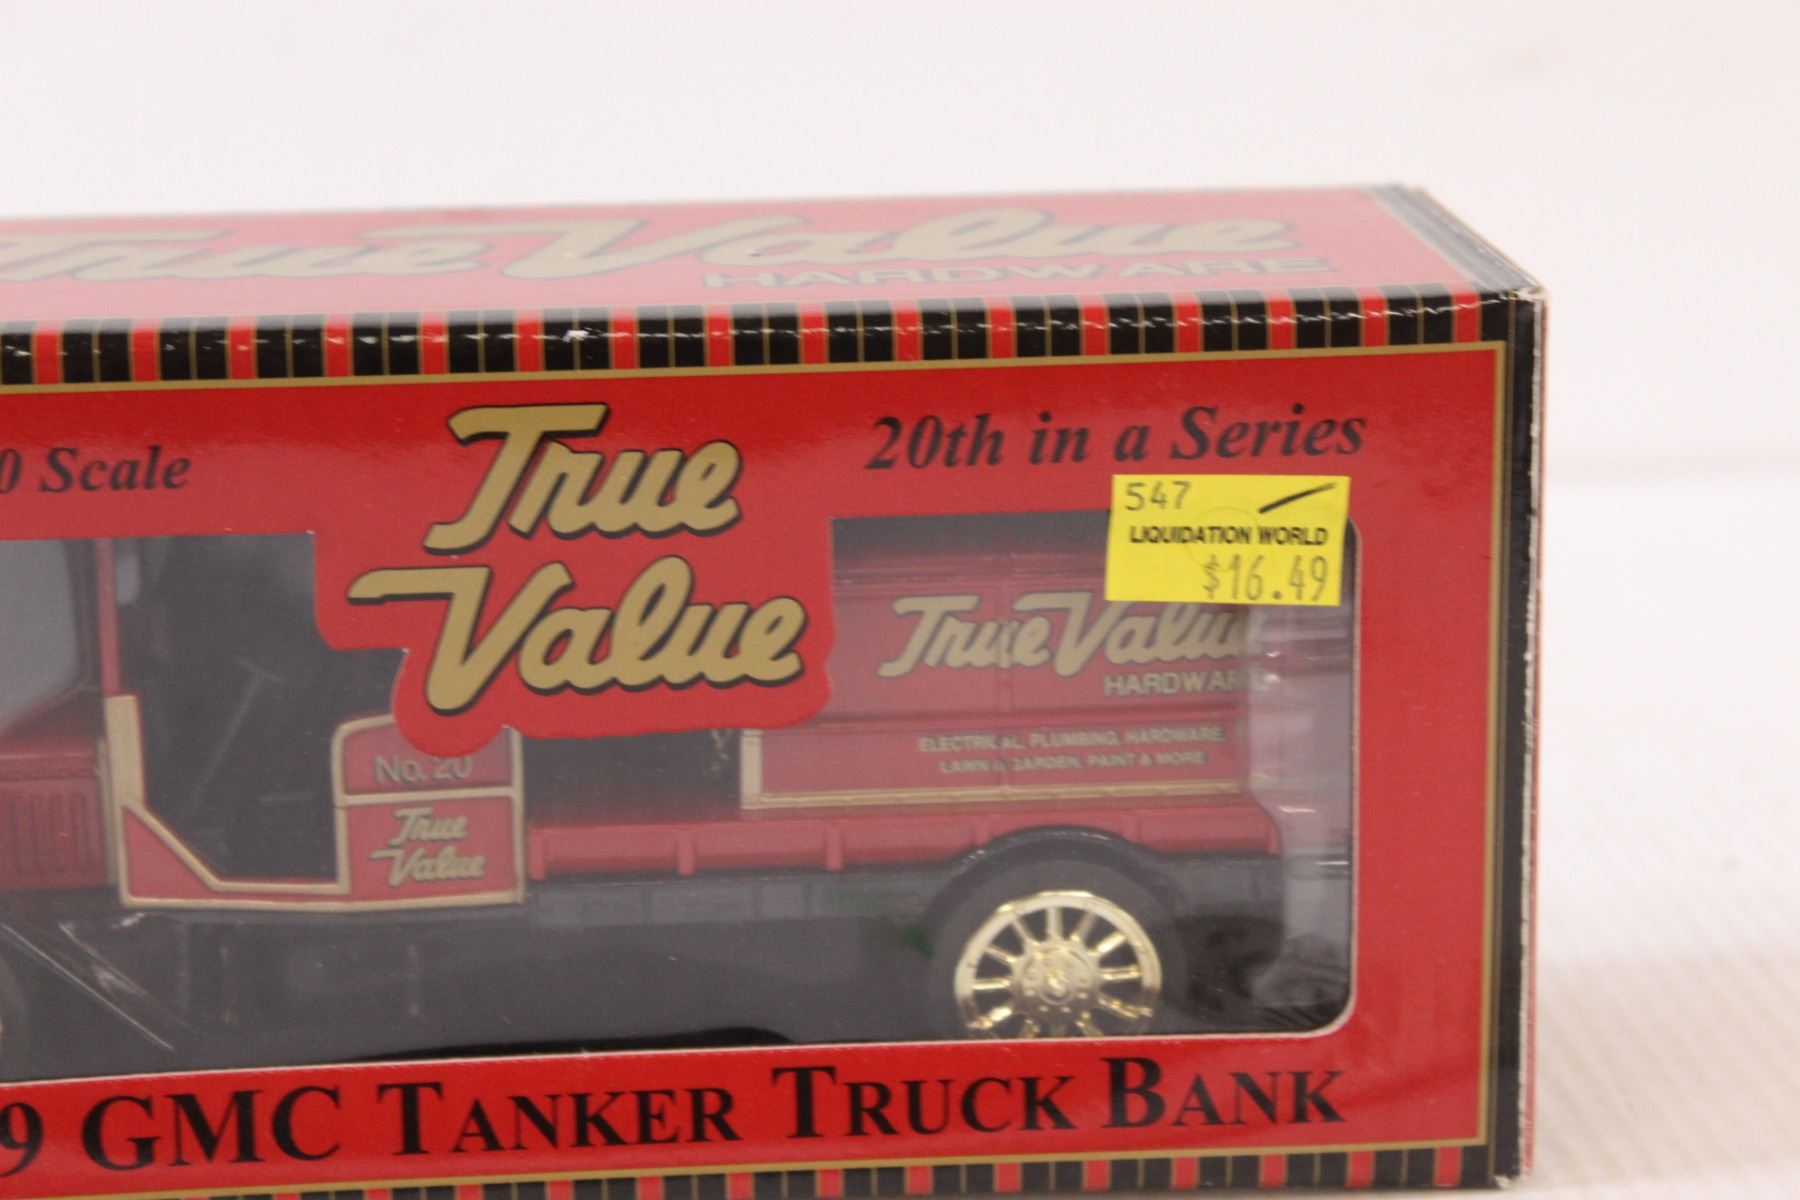 True Value
HARDWARE
0 Scale
True
Value
20th in a Series
547
LIQUIDATION WORLD
$16.49
True Value
HARDWARE
ELECTRICAL, PLUMBING, HARDWARE,
LAWN & GARDEN, PAINT & MORE
No. 20
True
Value
9 GMC TANKER TRUCK BANK